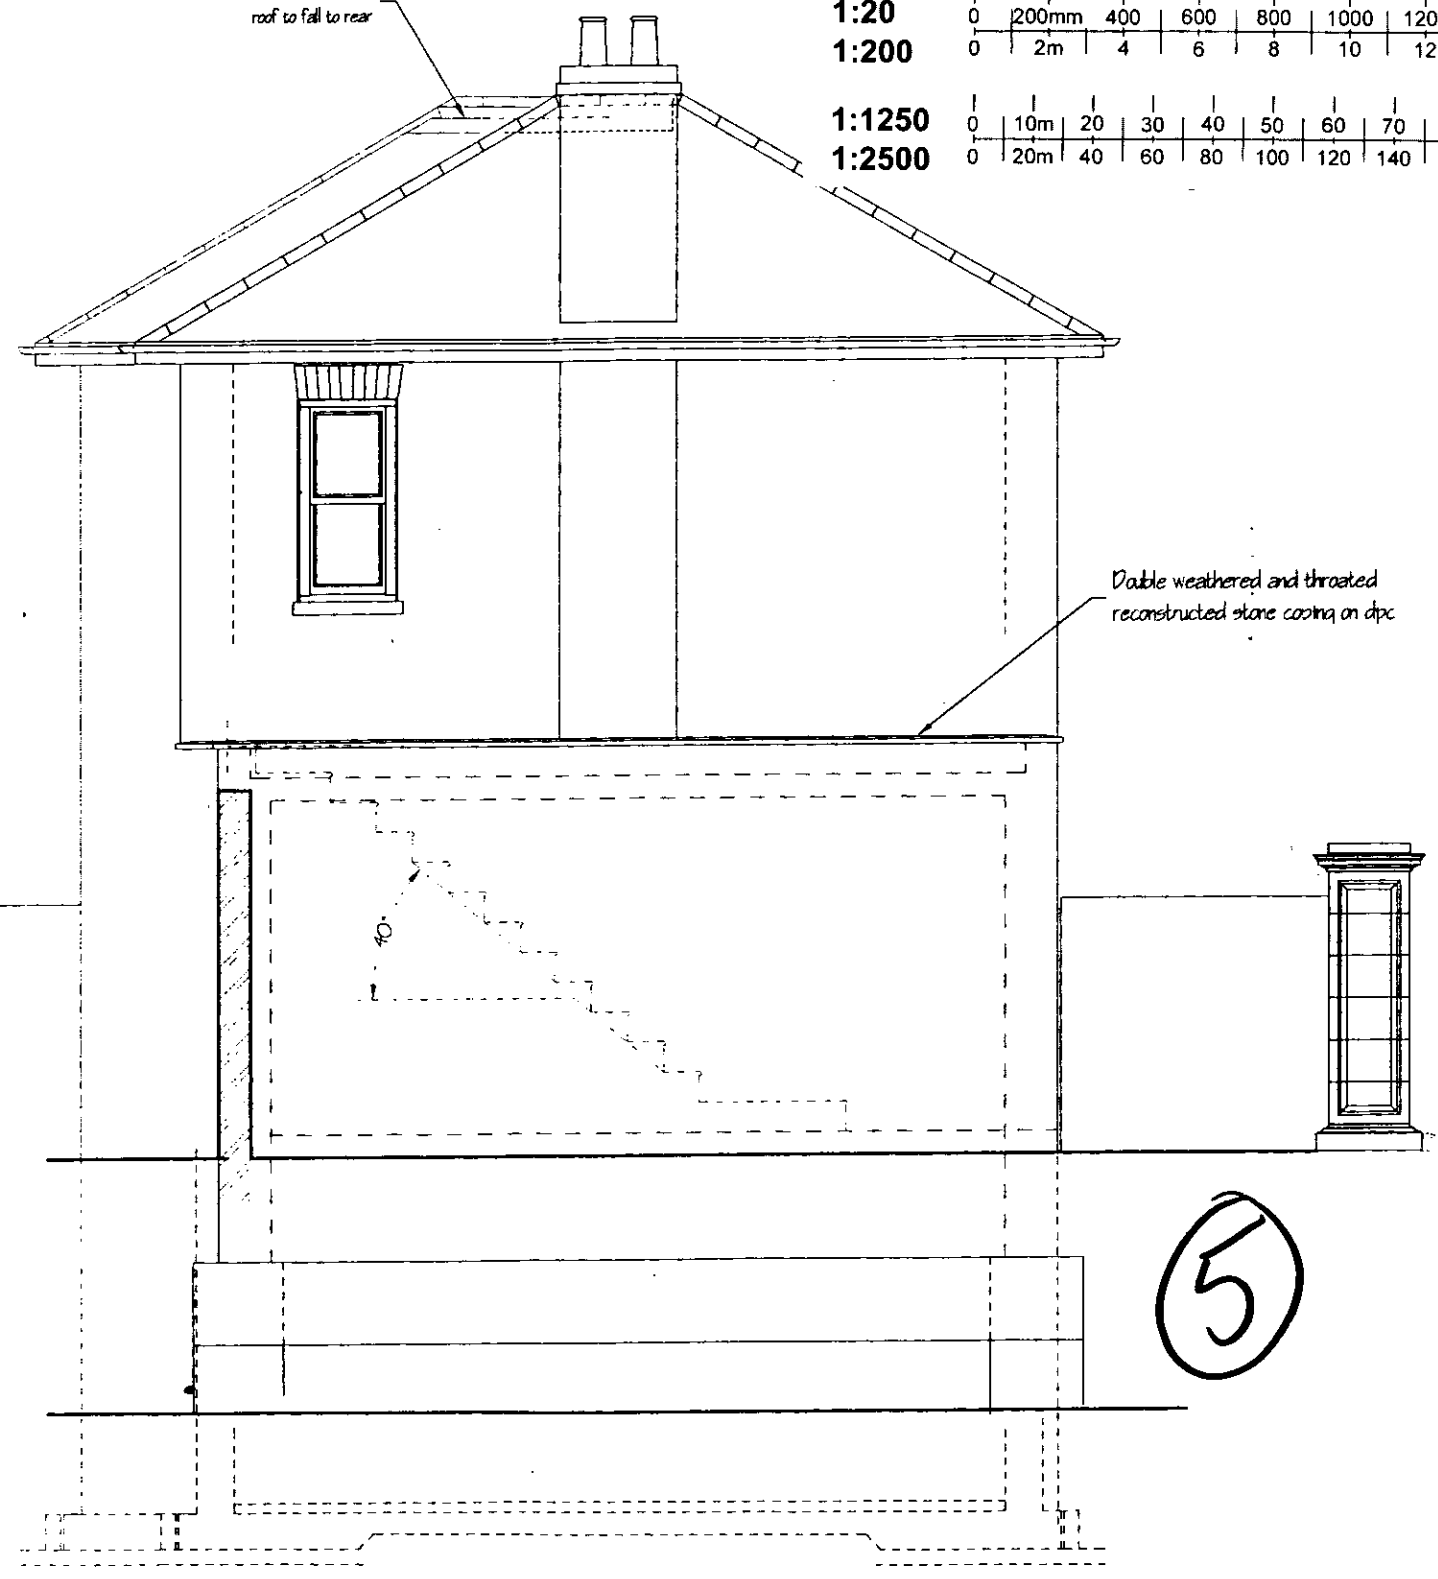 roof to fall to rear
1:20
0 200mm 400 600 800 1000 120
1:200
0 2m 4 6 8 10 12
1:1250
0 10m 20 30 40 50 60 70
1:2500
0 20m 40 60 80 100 120 140
Double weathered and throated
reconstructed stone coping on dpc
40°
5